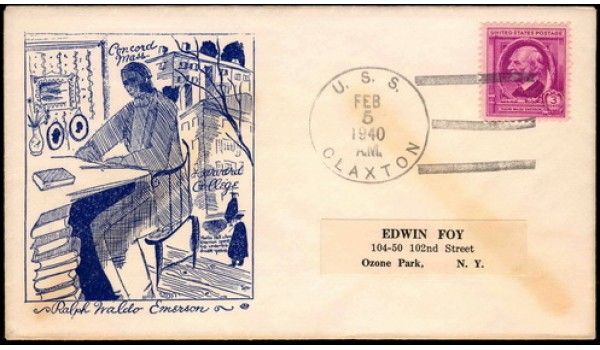 Concord
Mass.
Harvard
College
Ralph Waldo Emerson
U. S. S.
FEB
5
1940
A.M.
CLAXTON
UNITED STATES POSTAGE
3
EDWIN FOY
104-50 102nd Street
Ozone Park, N. Y.